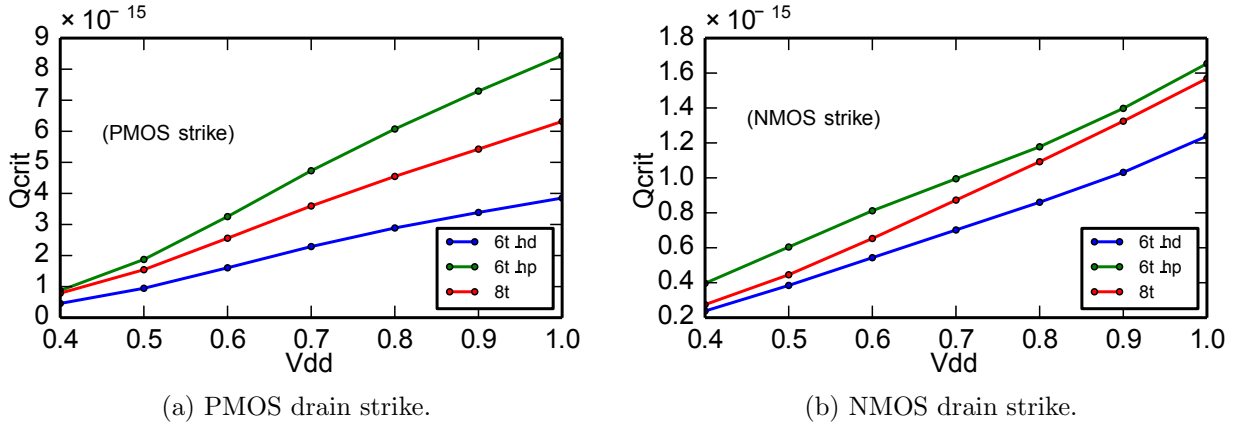 × 10⁻¹⁵
9
8
7
6
5
4
3
2
1
0
Qcrit
(PMOS strike)
6t_hd
6t_hp
8t
0.4 0.5 0.6 0.7 0.8 0.9 1.0
Vdd
(a) PMOS drain strike.
× 10⁻¹⁵
1.8
1.6
1.4
1.2
1.0
0.8
0.6
0.4
0.2
Qcrit
(NMOS strike)
6t_hd
6t_hp
8t
0.4 0.5 0.6 0.7 0.8 0.9 1.0
Vdd
(b) NMOS drain strike.